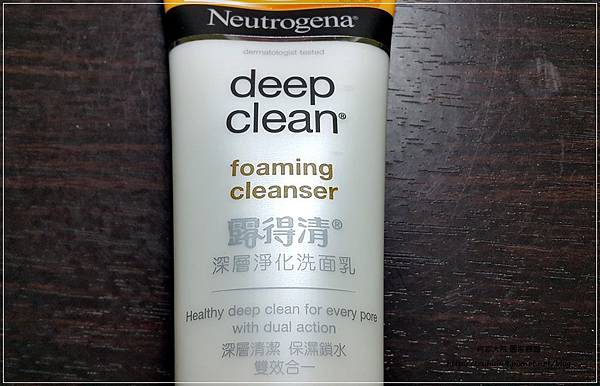 Neutrogena®
dermatologist tested
deep
clean®
foaming
cleanser
露得清®
深層淨化洗面乳
Healthy deep clean for every pore
with dual action
深層清潔 保濕鎖水
雙效合一